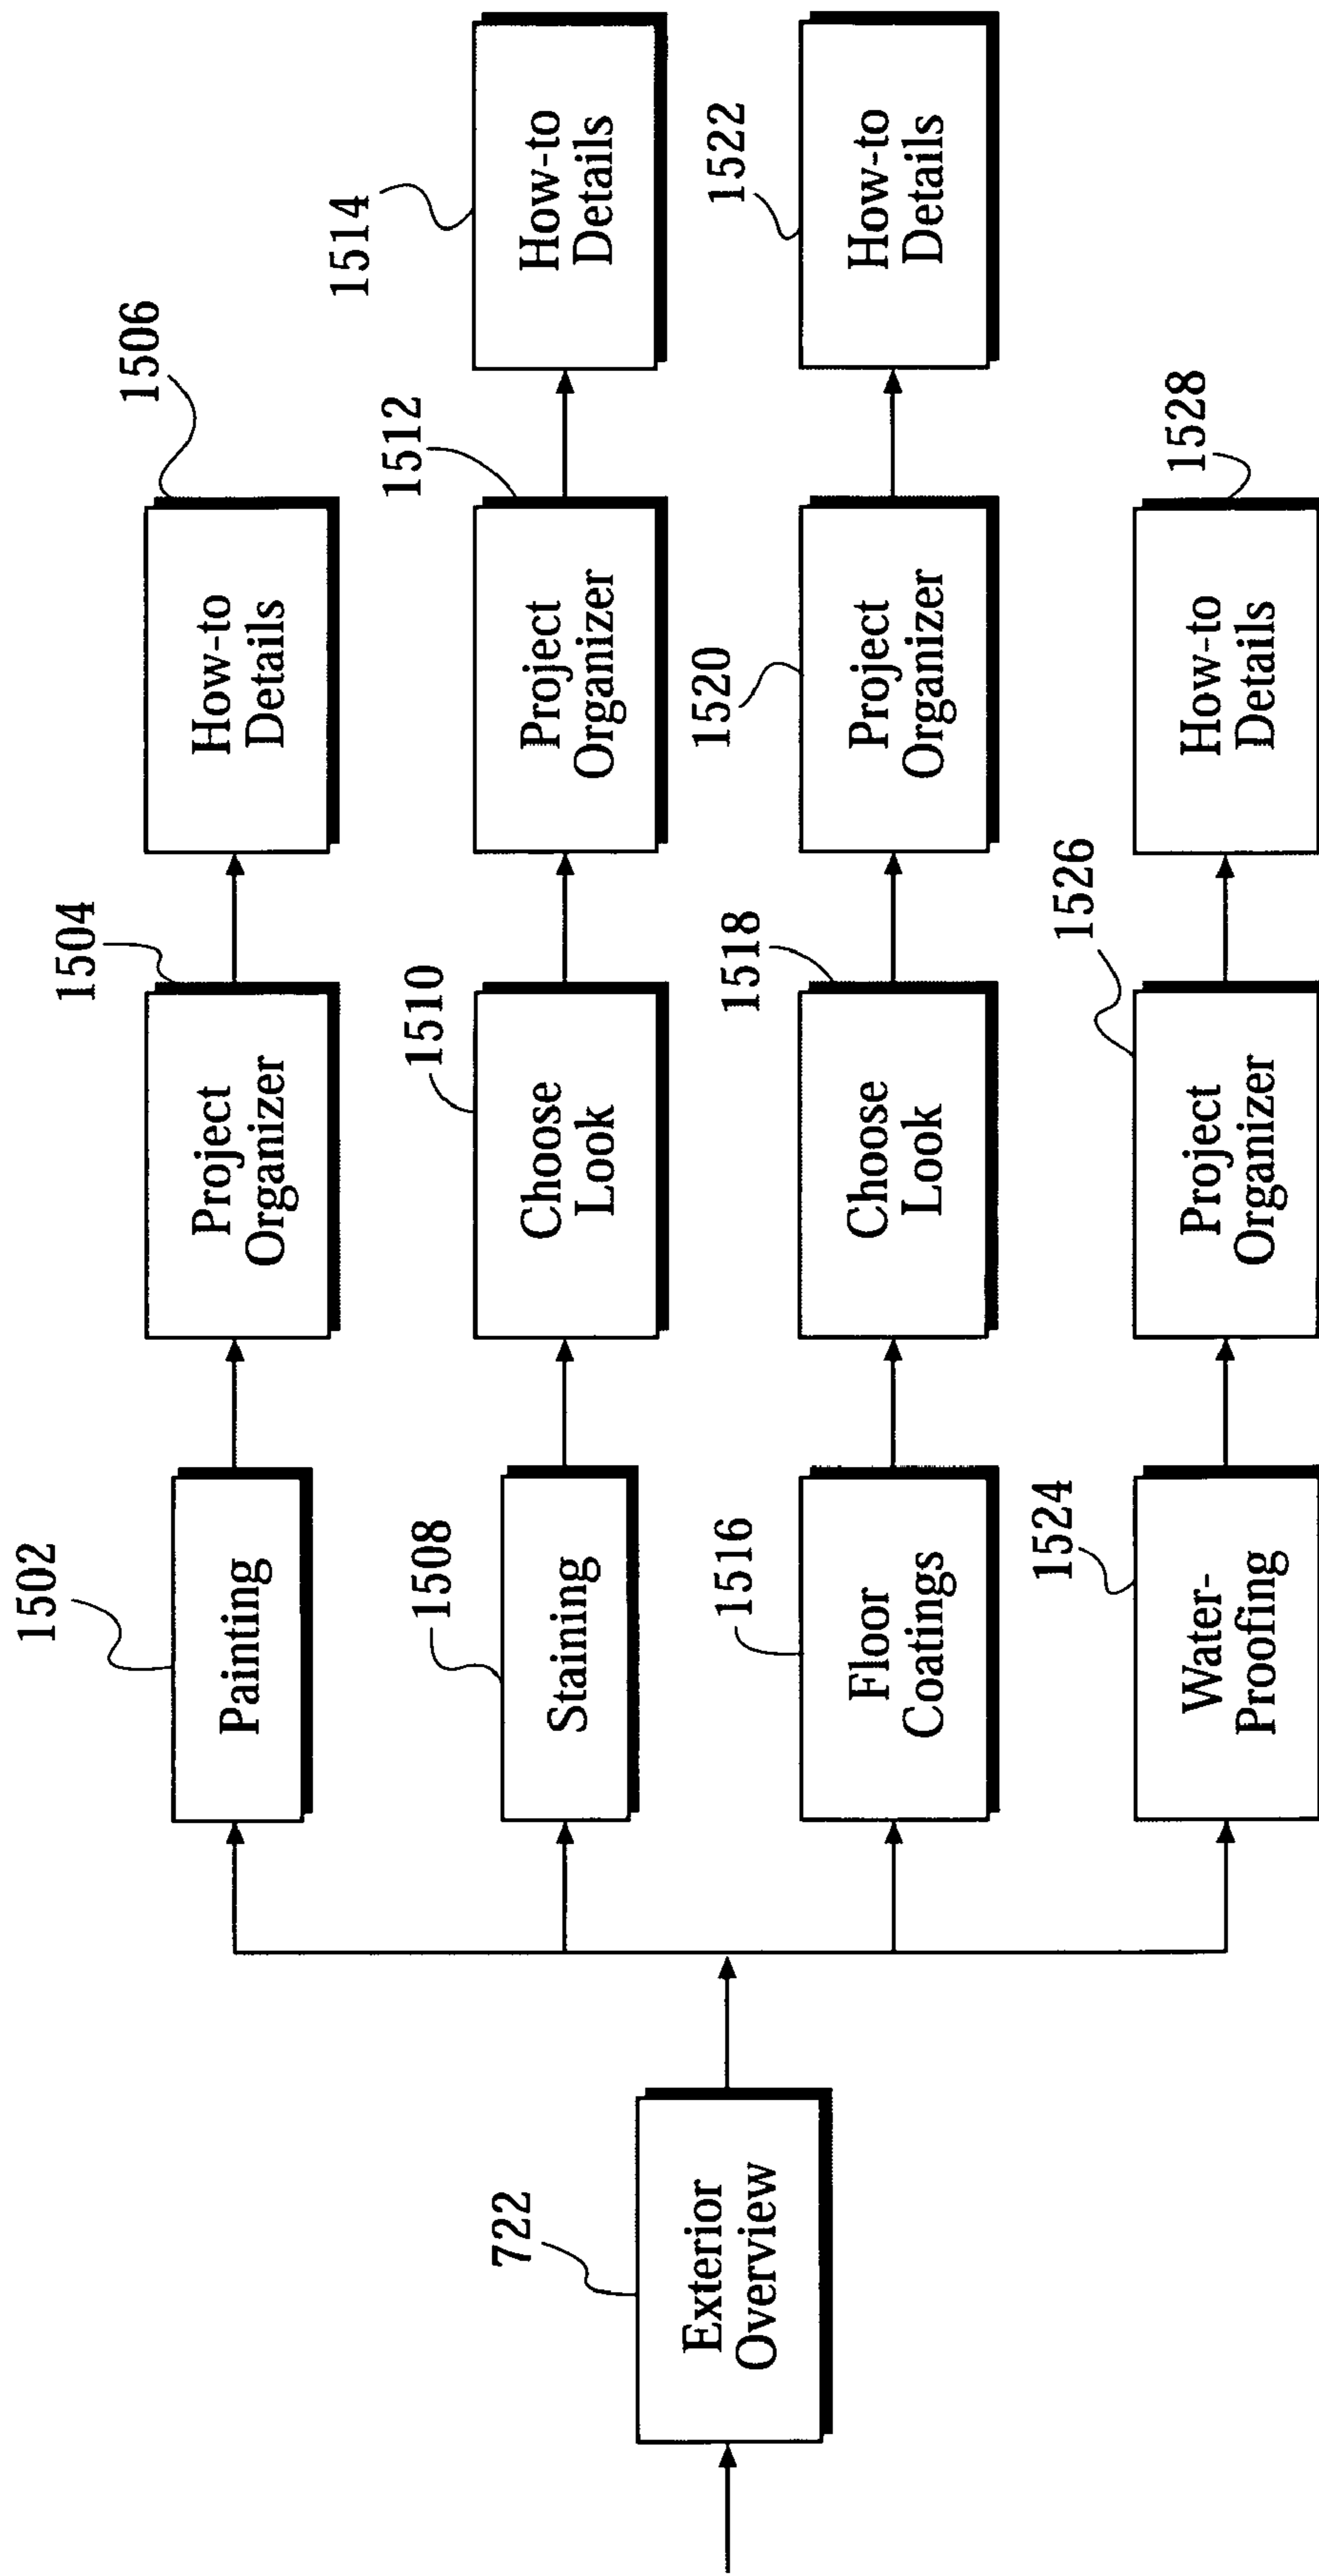 722
Exterior
Overview
1502
Painting
1504
Project
Organizer
1506
How-to
Details
1508
Staining
1510
Choose
Look
1512
Project
Organizer
1514
How-to
Details
1516
Floor
Coatings
1518
Choose
Look
1520
Project
Organizer
1522
How-to
Details
1524
Water-
Proofing
1526
Project
Organizer
1528
How-to
Details